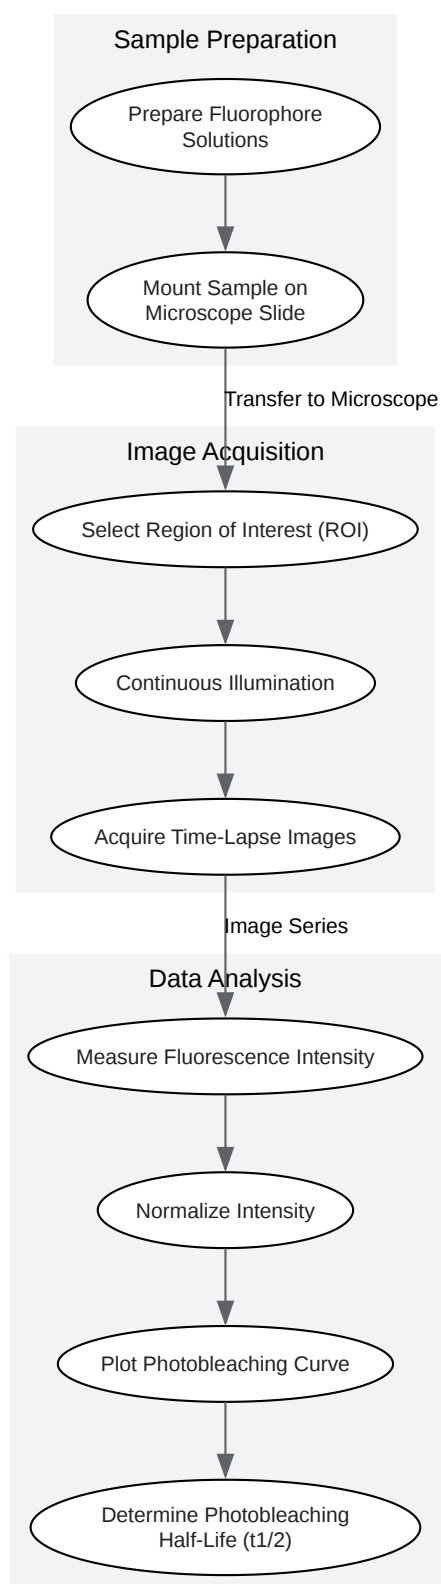 Sample Preparation
Prepare Fluorophore
Solutions
Mount Sample on
Microscope Slide
Transfer to Microscope
Image Acquisition
Select Region of Interest (ROI)
Continuous Illumination
Acquire Time-Lapse Images
Image Series
Data Analysis
Measure Fluorescence Intensity
Normalize Intensity
Plot Photobleaching Curve
Determine Photobleaching
Half-Life (t1/2)